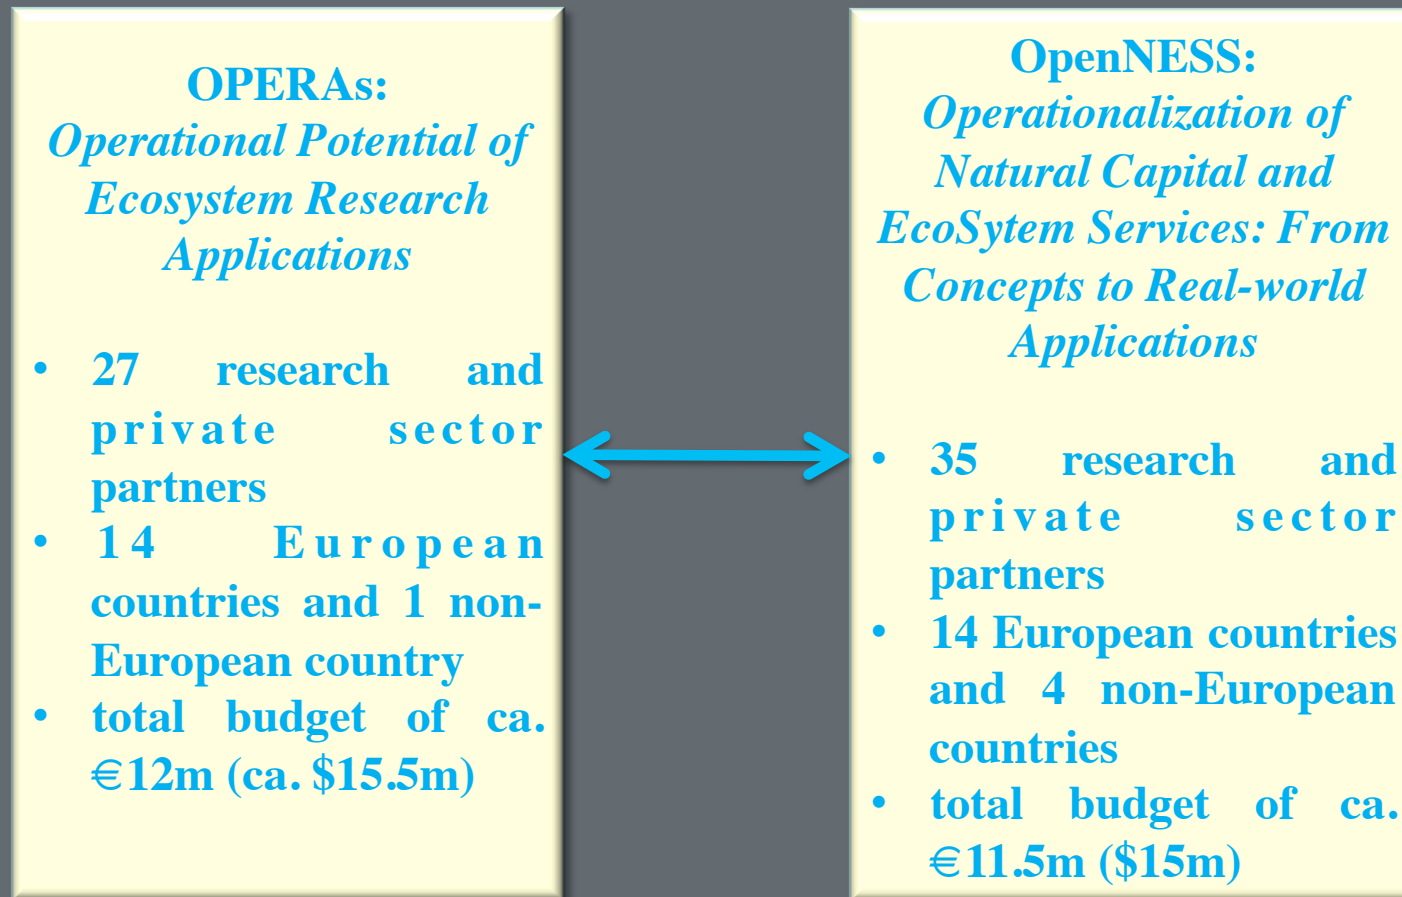 OPERAs:
Operational Potential of
Ecosystem Research
Applications
• 27 research and
private sector
partners
• 14 European
countries and 1 non-
European country
• total budget of ca.
€12m (ca. $15.5m)
OpenNESS:
Operationalization of
Natural Capital and
EcoSytem Services: From
Concepts to Real-world
Applications
• 35 research and
private sector
partners
• 14 European countries
and 4 non-European
countries
• total budget of ca.
€11.5m ($15m)